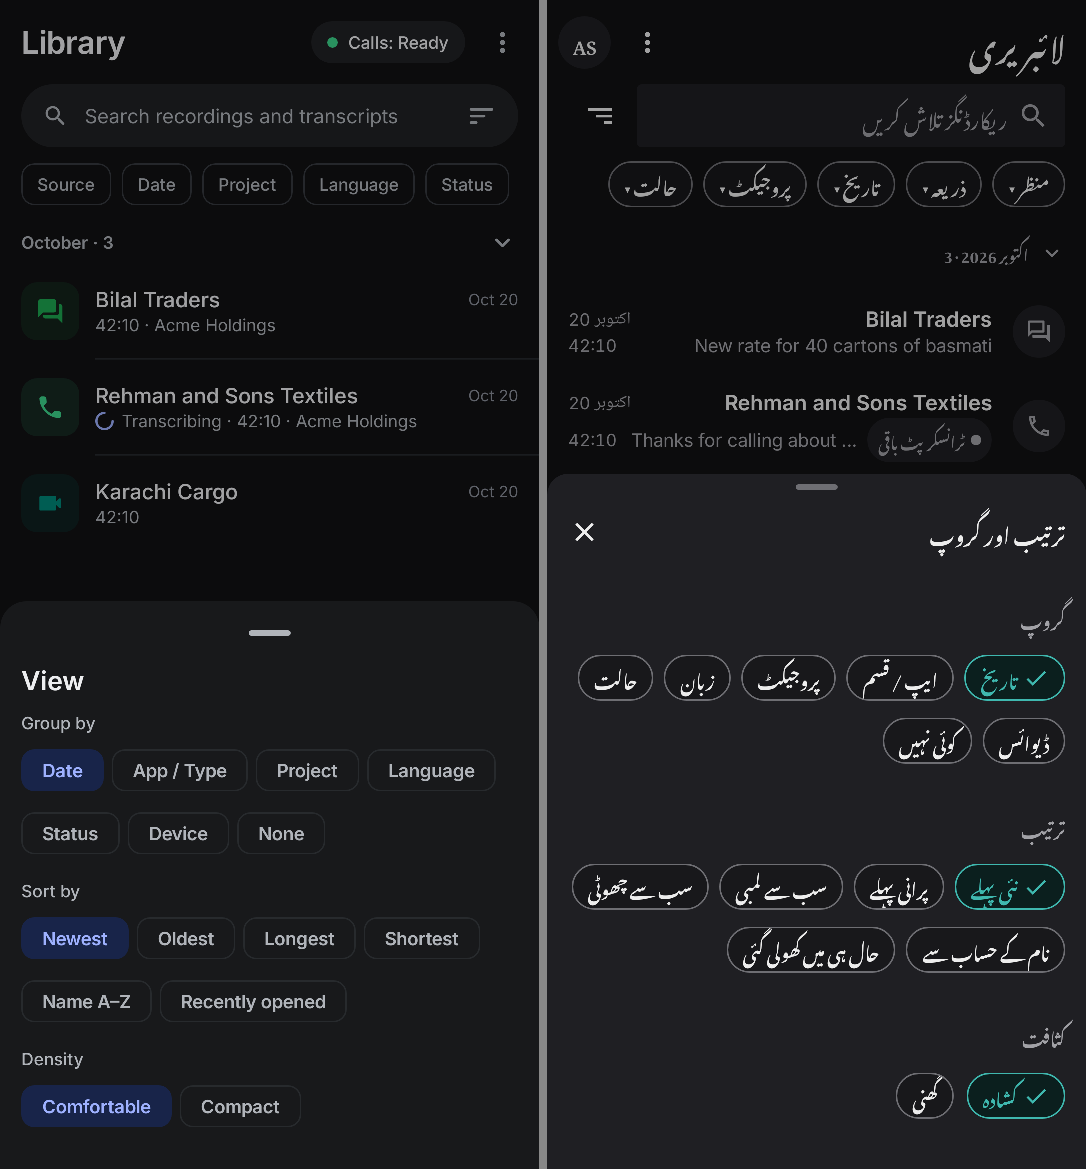 Library
Calls: Ready
Search recordings and transcripts
Source Date Project Language Status
October · 3
Bilal Traders Oct 20
42:10 · Acme Holdings
Rehman and Sons Textiles Oct 20
Transcribing · 42:10 · Acme Holdings
Karachi Cargo Oct 20
42:10
View
Group by
Date App / Type Project Language
Status Device None
Sort by
Newest Oldest Longest Shortest
Name A–Z Recently opened
Density
Comfortable Compact
لائبریری
AS
ریکارڈنگز تلاش کریں
منظر ذریعہ تاریخ پروجیکٹ حالت
اکتوبر 2026 · 3
Bilal Traders اکتوبر 20
New rate for 40 cartons of basmati 42:10
Rehman and Sons Textiles اکتوبر 20
ٹرانسکرپٹ باقی Thanks for calling about ... 42:10
ترتیب اور گروپ
گروپ
تاریخ ایپ / قسم پروجیکٹ زبان حالت
ڈیوائس کوئی نہیں
ترتیب
نئی پہلے پرانی پہلے سب سے لمبی سب سے چھوٹی
نام کے حساب سے حال ہی میں کھولی گئی
کثافت
کشادہ گھنی